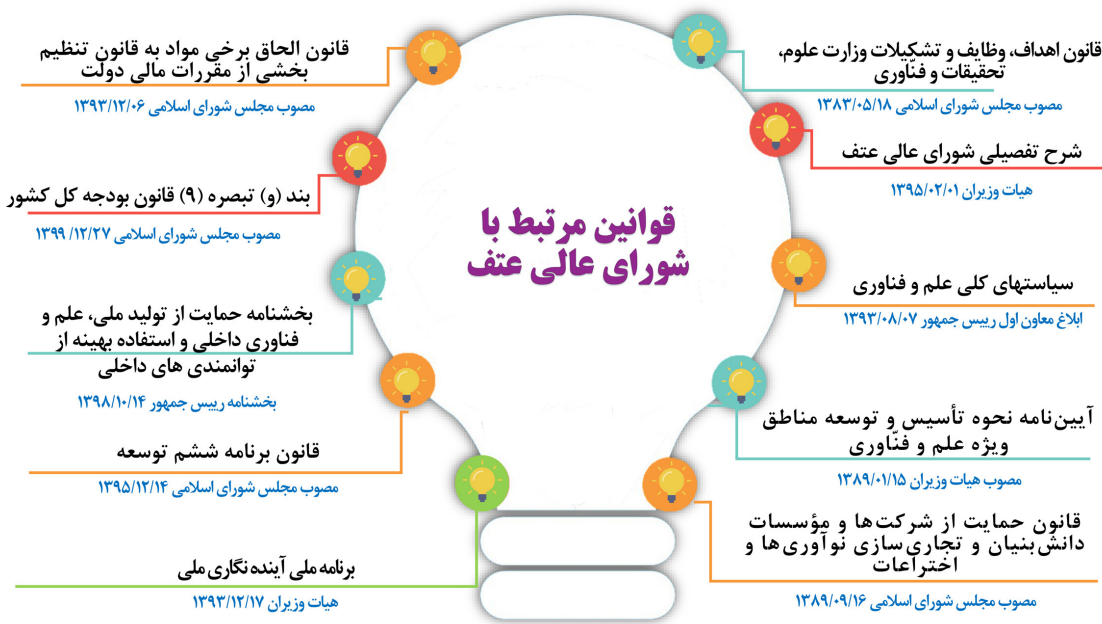 قوانین مرتبط با
شورای عالی عتف
قانون اهداف، وظایف و تشکیلات وزارت علوم،
تحقیقات و فنّاوری
مصوب مجلس شورای اسلامی ۱۳۸۳/۰۵/۱۸
شرح تفصیلی شورای عالی عتف
هیات وزیران ۱۳۹۵/۰۲/۰۱
سیاستهای کلی علم و فناوری
ابلاغ معاون اول رییس جمهور ۱۳۹۳/۰۸/۰۷
آیین‌نامه نحوه تأسیس و توسعه مناطق
ویژه علم و فنّاوری
مصوب هیات وزیران ۱۳۸۹/۰۱/۱۵
قانون حمایت از شرکت‌ها و مؤسسات
دانش‌بنیان و تجاری‌سازی نوآوری‌ها و
اختراعات
مصوب مجلس شورای اسلامی ۱۳۸۹/۰۹/۱۶
قانون الحاق برخی مواد به قانون تنظیم
بخشی از مقررات مالی دولت
مصوب مجلس شورای اسلامی ۱۳۹۳/۱۲/۰۶
بند (و) تبصره (۹) قانون بودجه کل کشور
مصوب مجلس شورای اسلامی ۱۳۹۹/۱۲/۲۷
بخشنامه حمایت از تولید ملی، علم و
فناوری داخلی و استفاده بهینه از
توانمندی های داخلی
بخشنامه رییس جمهور ۱۳۹۸/۱۰/۱۴
قانون برنامه ششم توسعه
مصوب مجلس شورای اسلامی ۱۳۹۵/۱۲/۱۴
برنامه ملی آینده نگاری ملی
هیات وزیران ۱۳۹۳/۱۲/۱۷